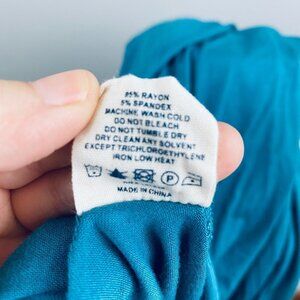 95% RAYON
5% SPANDEX
MACHINE WASH COLD
DO NOT BLEACH
DO NOT TUMBLE DRY
DRY CLEAN ANY SOLVENT
EXCEPT TRICHLOROETHYLENE
IRON LOW HEAT
P
MADE IN CHINA